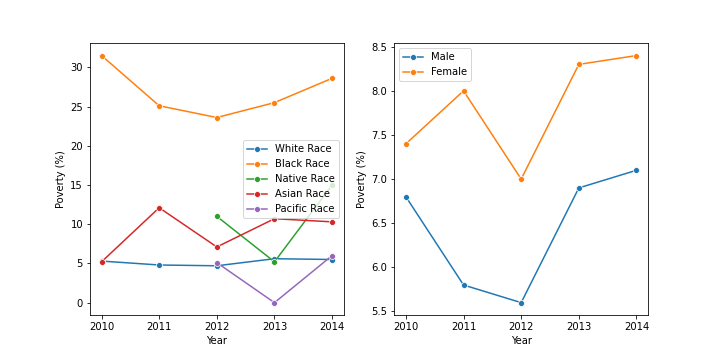 30
25
20
15
10
5
0
Poverty (%)
2010 2011 2012 2013 2014
Year
White Race
Black Race
Native Race
Asian Race
Pacific Race
8.5
8.0
7.5
7.0
6.5
6.0
5.5
Poverty (%)
2010 2011 2012 2013 2014
Year
Male
Female